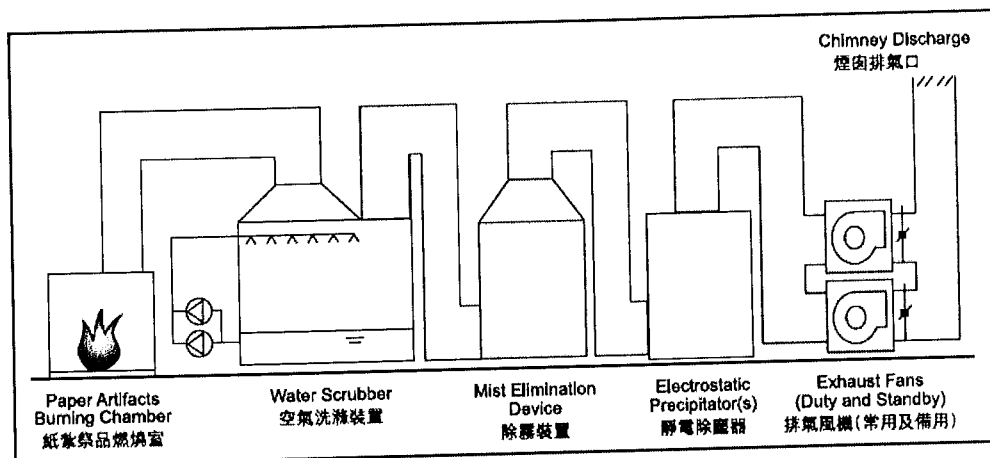 Chimney Discharge
煙囪排氣口
Paper Artifacts
Burning Chamber
紙紮祭品燃燒室
Water Scrubber
空氣洗滌裝置
Mist Elimination
Device
除霧裝置
Electrostatic
Precipitator(s)
靜電除塵器
Exhaust Fans
(Duty and Standby)
排氣風機(常用及備用)